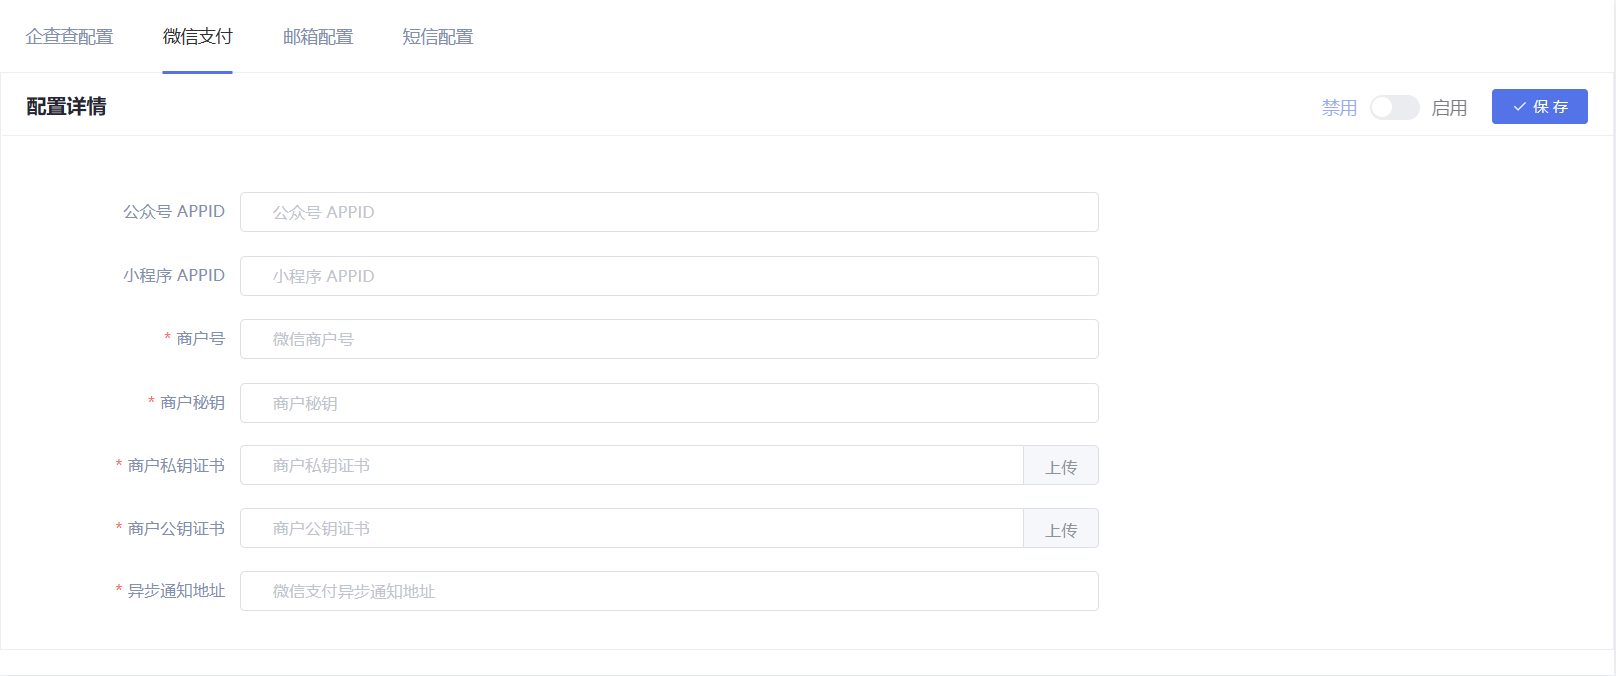 企查查配置 微信支付 邮箱配置 短信配置
配置详情 禁用 启用 保存
公众号 APPID 公众号 APPID
小程序 APPID 小程序 APPID
* 商户号 微信商户号
* 商户秘钥 商户秘钥
* 商户私钥证书 商户私钥证书 上传
* 商户公钥证书 商户公钥证书 上传
* 异步通知地址 微信支付异步通知地址